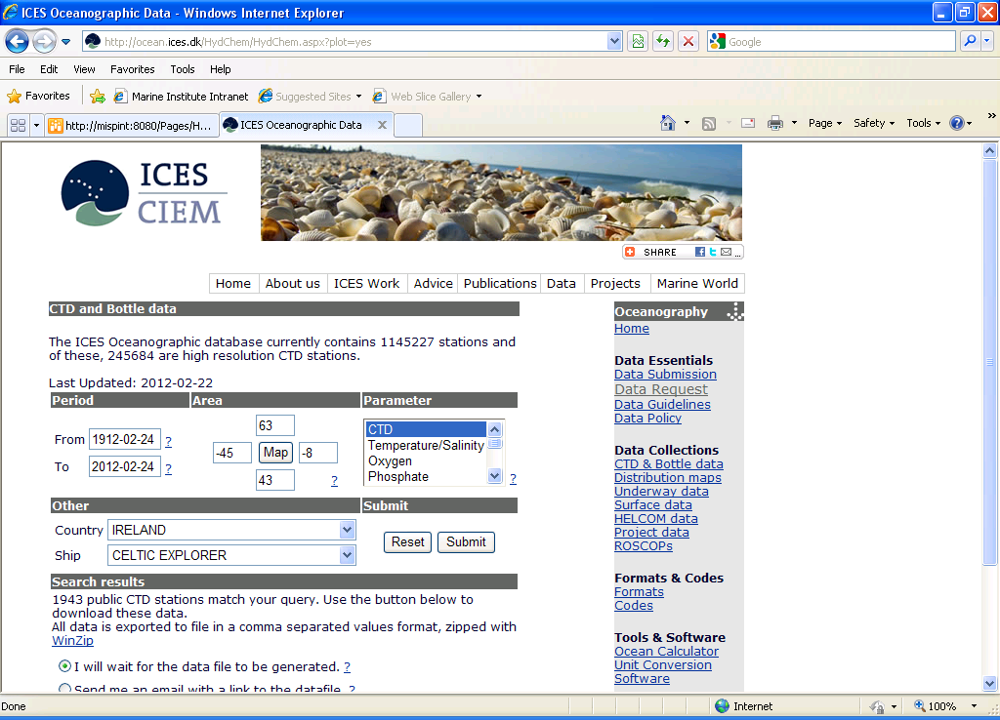 ICES Oceanographic Data - Windows Internet Explorer
http://ocean.ices.dk/HydChem/HydChem.aspx?plot=yes
Google
File Edit View Favorites Tools Help
Favorites Marine Institute Intranet Suggested Sites Web Slice Gallery
http://mispint:8080/Pages/H... ICES Oceanographic Data X Page Safety Tools »
ICES
CIEM
SHARE ...
Home About us ICES Work Advice Publications Data Projects Marine World
CTD and Bottle data
The ICES Oceanographic database currently contains 1145227 stations and
of these, 245684 are high resolution CTD stations.
Last Updated: 2012-02-22
Period Area Parameter
From 1912-02-24 ?
To 2012-02-24 ?
63
-45 Map -8
43 ?
CTD
Temperature/Salinity
Oxygen
Phosphate ?
Other Submit
Country IRELAND
Ship CELTIC EXPLORER
Reset Submit
Search results
1943 public CTD stations match your query. Use the button below to
download these data.
All data is exported to file in a comma separated values format, zipped with
WinZip
I will wait for the data file to be generated. ?
Send me an email with a link to the datafile. ?
Oceanography
Home
Data Essentials
Data Submission
Data Request
Data Guidelines
Data Policy
Data Collections
CTD & Bottle data
Distribution maps
Underway data
Surface data
HELCOM data
Project data
ROSCOPs
Formats & Codes
Formats
Codes
Tools & Software
Ocean Calculator
Unit Conversion
Software
Done Internet 100%